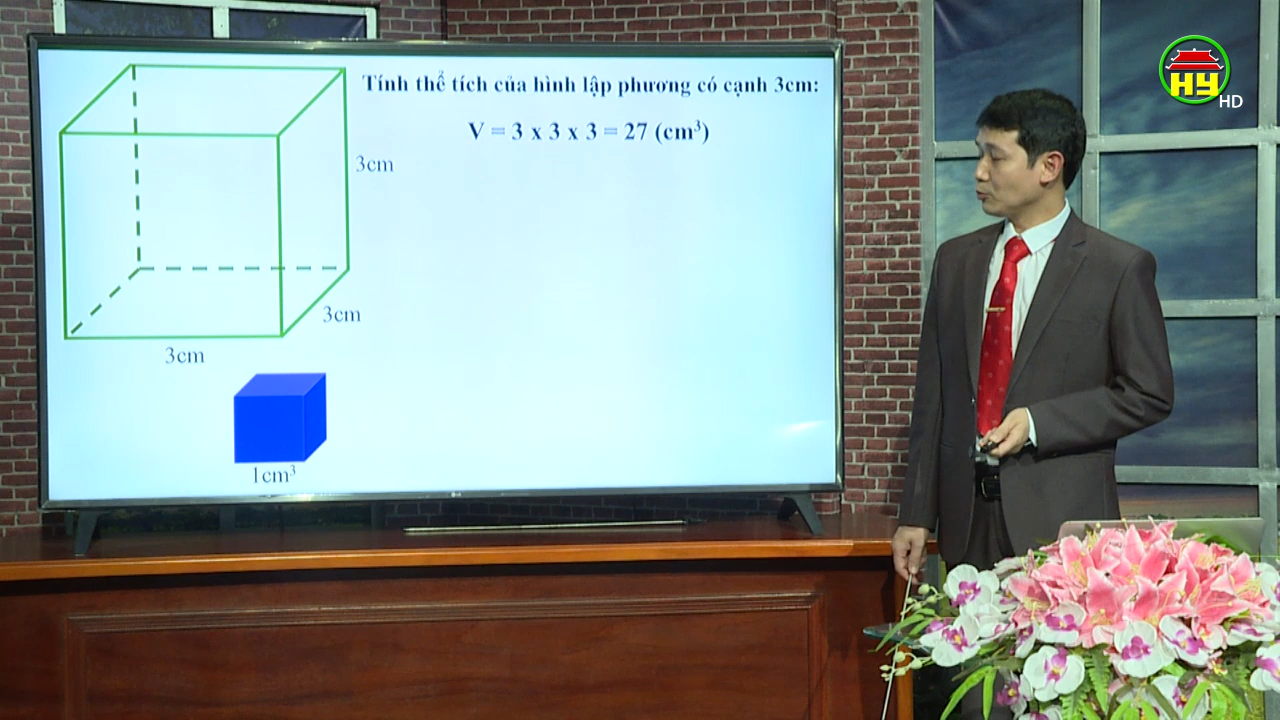 Tính thể tích của hình lập phương có cạnh 3cm:
V = 3 x 3 x 3 = 27 (cm³)
3cm
3cm
3cm
1cm³
HY
HD
LG